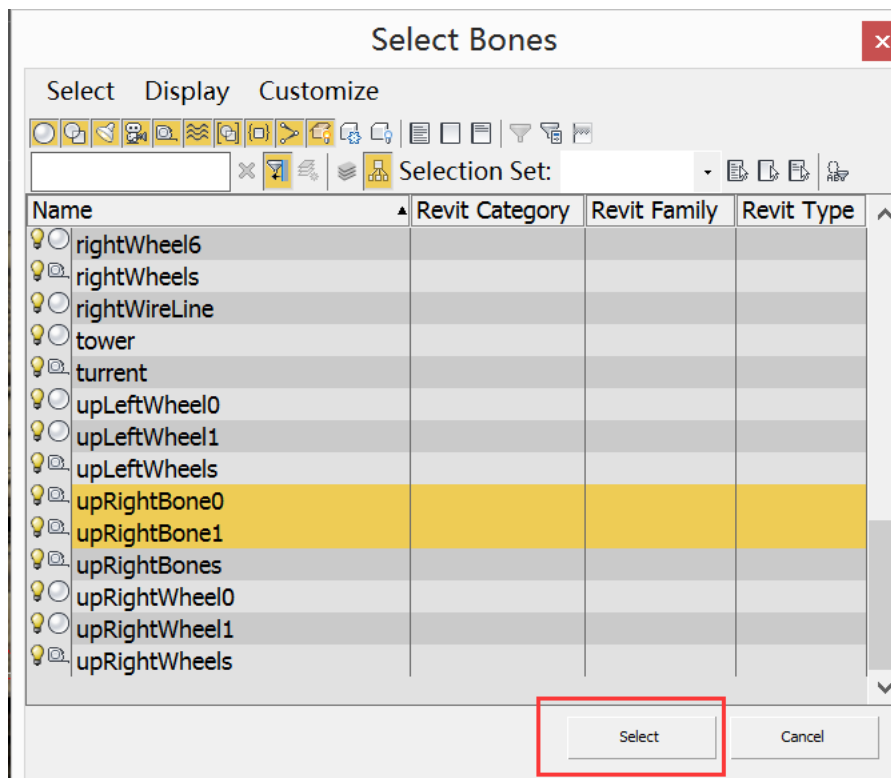 Select Bones
Select Display Customize
Selection Set:
Name Revit Category Revit Family Revit Type
rightWheel6
rightWheels
rightWireLine
tower
turrent
upLeftWheel0
upLeftWheel1
upLeftWheels
upRightBone0
upRightBone1
upRightBones
upRightWheel0
upRightWheel1
upRightWheels
Select Cancel